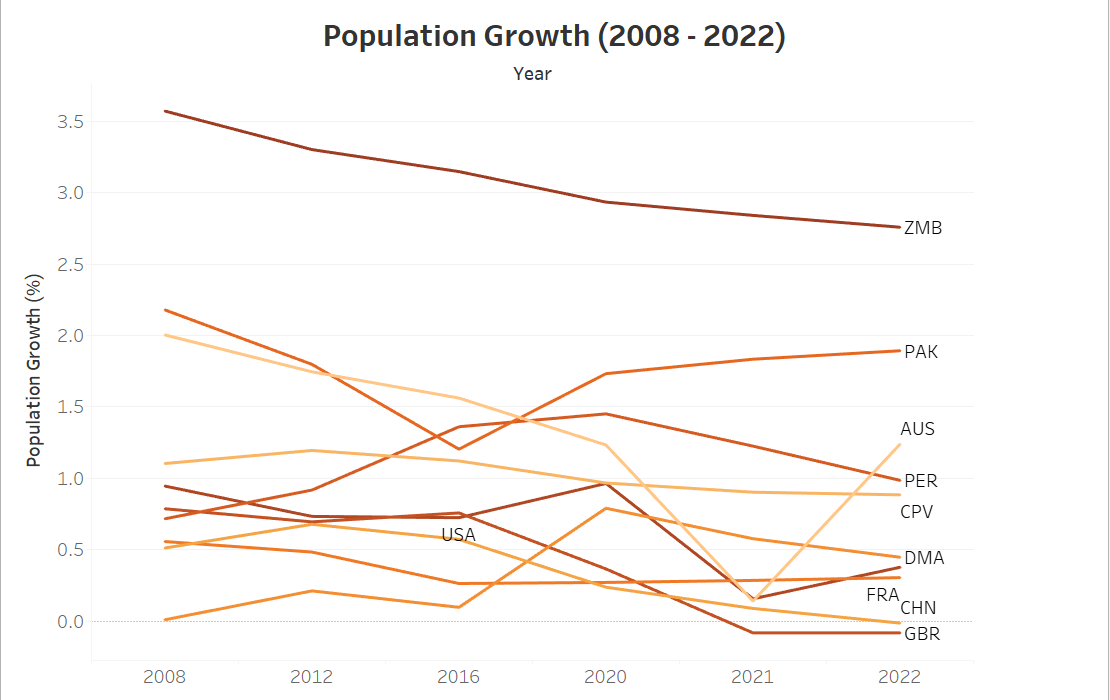 Population Growth (2008 - 2022)
Year
Population Growth (%)
3.5
3.0
2.5
2.0
1.5
1.0
0.5
0.0
ZMB
PAK
AUS
PER
CPV
USA
DMA
FRA
CHN
GBR
2008 2012 2016 2020 2021 2022